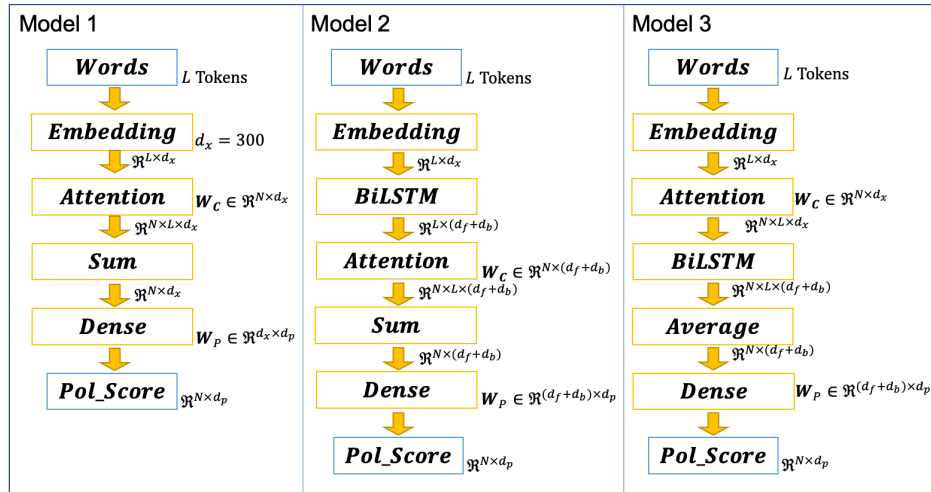 Model 1
Words
L Tokens
Embedding
d_x = 300
ℜ^{L×d_x}
Attention
W_C ∈ ℜ^{N×d_x}
ℜ^{N×L×d_x}
Sum
ℜ^{N×d_x}
Dense
W_P ∈ ℜ^{d_x×d_p}
Pol_Score
ℜ^{N×d_p}
Model 2
Words
L Tokens
Embedding
ℜ^{L×d_x}
BiLSTM
ℜ^{L×(d_f+d_b)}
Attention
W_C ∈ ℜ^{N×(d_f+d_b)}
ℜ^{N×L×(d_f+d_b)}
Sum
ℜ^{N×(d_f+d_b)}
Dense
W_P ∈ ℜ^{(d_f+d_b)×d_p}
Pol_Score
ℜ^{N×d_p}
Model 3
Words
L Tokens
Embedding
ℜ^{L×d_x}
Attention
W_C ∈ ℜ^{N×d_x}
ℜ^{N×L×d_x}
BiLSTM
ℜ^{N×L×(d_f+d_b)}
Average
ℜ^{N×(d_f+d_b)}
Dense
W_P ∈ ℜ^{(d_f+d_b)×d_p}
Pol_Score
ℜ^{N×d_p}